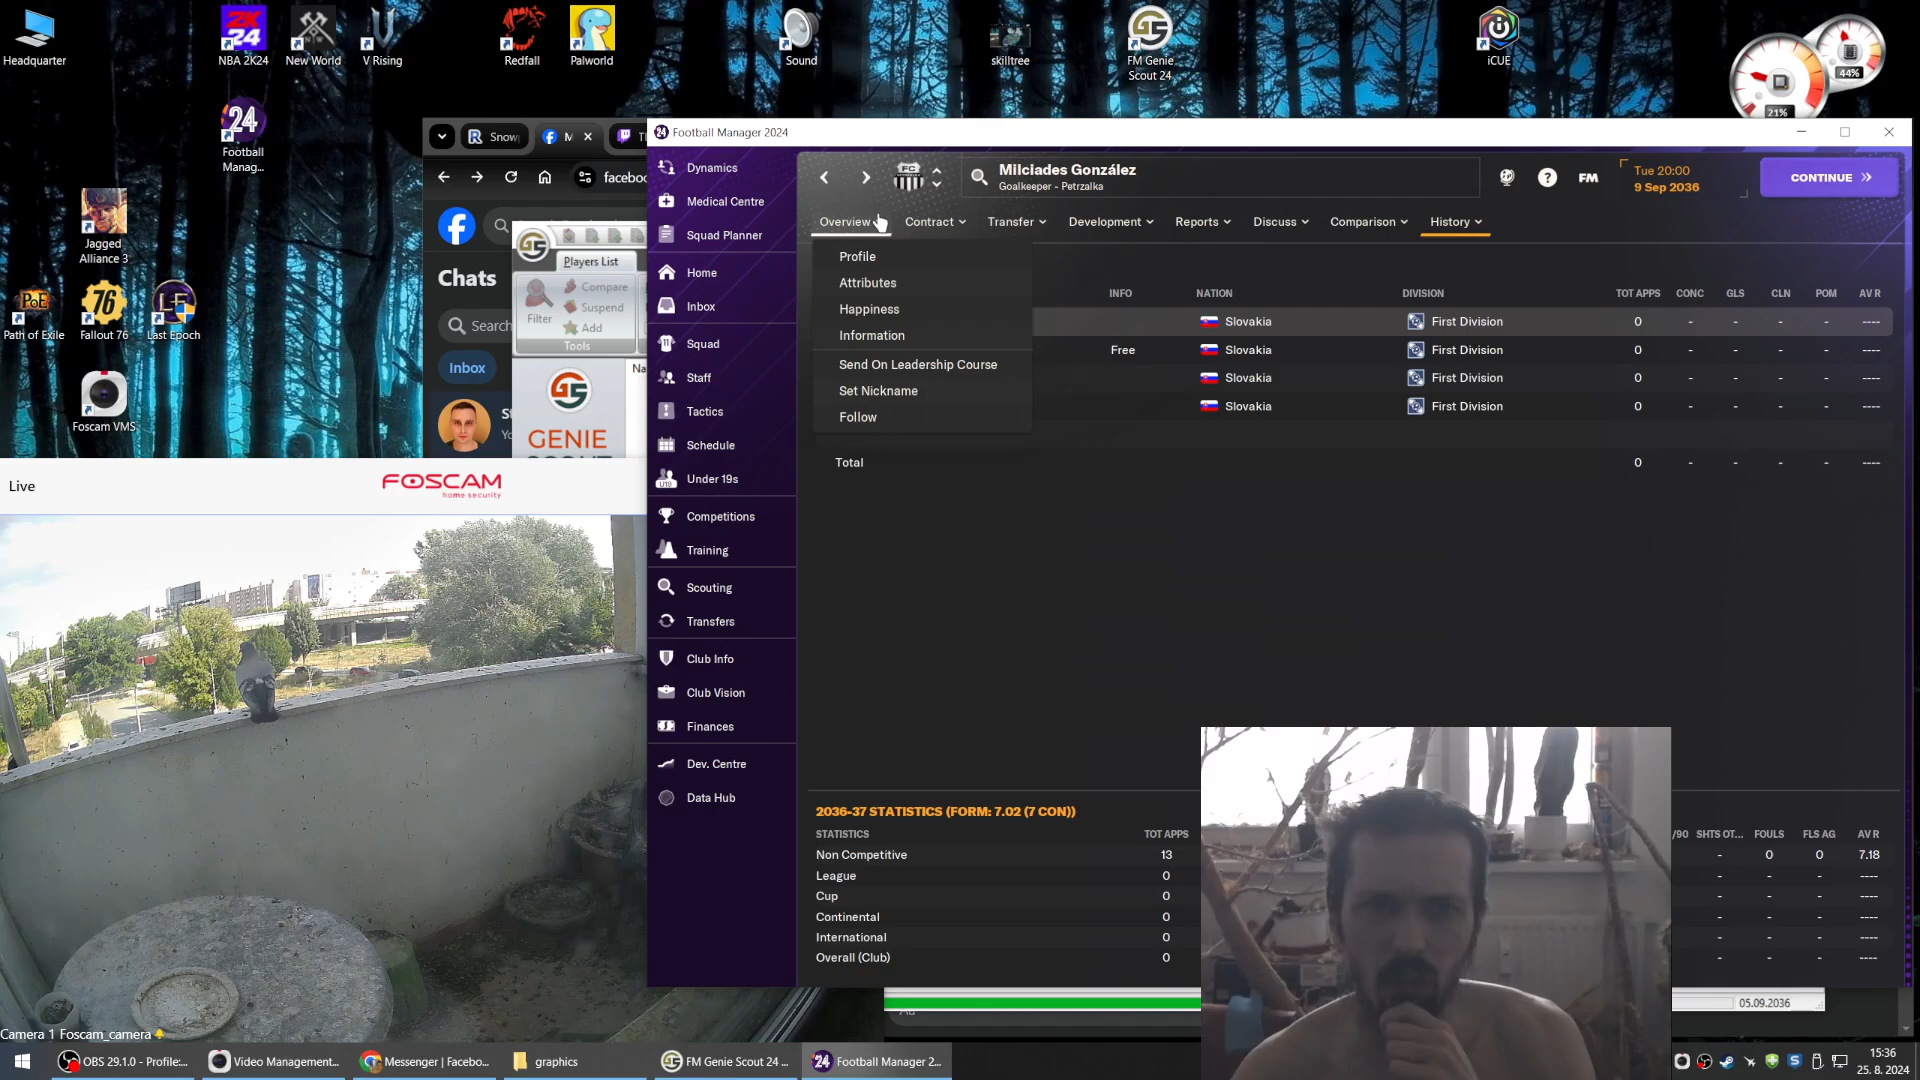 Headquarter
NBA 2K24
New World
V Rising
Redfall
Palworld
Sound
skilltree
FM Genie
Scout 24
iCUE
44%
21%
Football
Manag...
Jagged
Alliance 3
Path of Exile
Fallout 76
Last Epoch
Foscam VMS
Snow
M
facebo
Chats
Search
Inbox
Players List
Compare
Suspend
Filter
Add
Tools
Na
GENIE
Live
FOSCAM
home security
Camera 1 Foscam_camera
Football Manager 2024
Dynamics
Medical Centre
Squad Planner
Home
Inbox
Squad
Staff
Tactics
Schedule
Under 19s
Competitions
Training
Scouting
Transfers
Club Info
Club Vision
Finances
Dev. Centre
Data Hub
Milciades González
Goalkeeper - Petrzalka
FM
Tue 20:00
9 Sep 2036
CONTINUE
Overview
Contract
Transfer
Development
Reports
Discuss
Comparison
History
Profile
Attributes
Happiness
Information
Send On Leadership Course
Set Nickname
Follow
INFO NATION DIVISION TOT APPS CONC GLS CLN POM AV R
Slovakia First Division 0 - - - - ----
Free Slovakia First Division 0 - - - - ----
Slovakia First Division 0 - - - - ----
Slovakia First Division 0 - - - - ----
Total 0 - - - - ----
2036-37 STATISTICS (FORM: 7.02 (7 CON))
STATISTICS TOT APPS /90 SHTS OT... FOULS FLS AG AV R
Non Competitive 13 - 0 0 7.18
League 0 - - - ----
Cup 0 - - - ----
Continental 0 - - - ----
International 0 - - - ----
Overall (Club) 0 - - - ----
05.09.2036
OBS 29.1.0 - Profile:...
Video Management...
Messenger | Facebo...
graphics
FM Genie Scout 24 ...
Football Manager 2...
15:36
25. 8. 2024